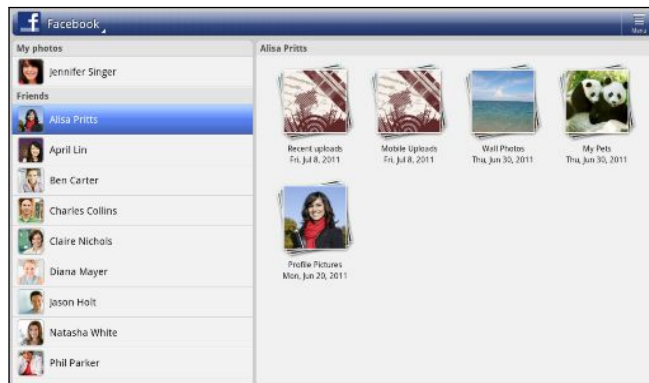 Facebook
Menu
My photos
Jennifer Singer
Friends
Alisa Pritts
April Lin
Ben Carter
Charles Collins
Claire Nichols
Diana Mayer
Jason Holt
Natasha White
Phil Parker
Alisa Pritts
Recent uploads
Fri, Jul 8, 2011
Mobile Uploads
Fri, Jul 8, 2011
Wall Photos
Thu, Jun 30, 2011
My Pets
Thu, Jun 30, 2011
Profile Pictures
Mon, Jun 20, 2011